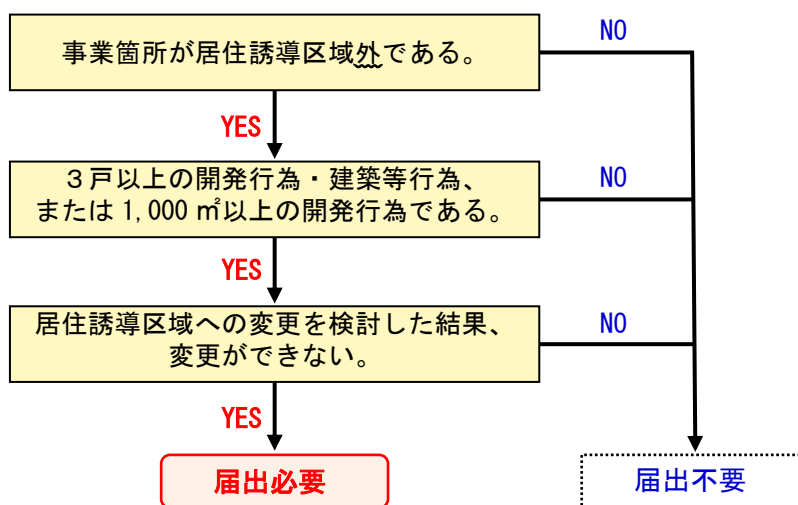 事業箇所が居住誘導区域外である。
NO
YES
３戸以上の開発行為・建築等行為、
または 1,000 ㎡以上の開発行為である。
NO
YES
居住誘導区域への変更を検討した結果、
変更ができない。
NO
YES
届出必要
届出不要